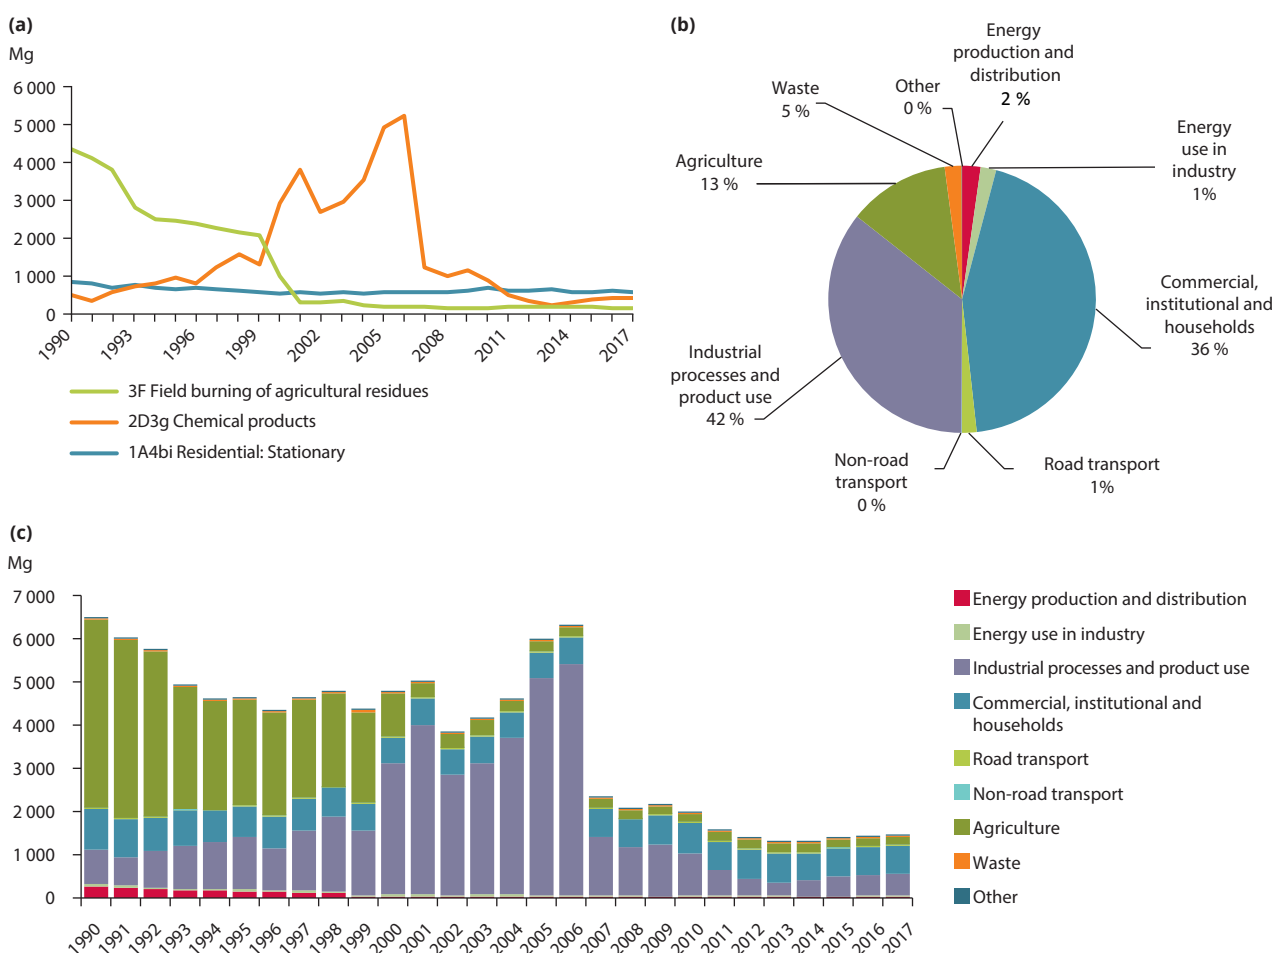 (a)
Mg
6 000
5 000
4 000
3 000
2 000
1 000
0
1990
1993
1996
1999
2002
2005
2008
2011
2014
2017
3F Field burning of agricultural residues
2D3g Chemical products
1A4bi Residential: Stationary
(b)
Energy
production and
distribution
2 %
Other
0 %
Waste
5 %
Energy
use in
industry
1%
Agriculture
13 %
Commercial,
institutional and
households
36 %
Industrial
processes and
product use
42 %
Non-road
transport
0 %
Road transport
1%
(c)
Mg
7 000
6 000
5 000
4 000
3 000
2 000
1 000
0
1990
1991
1992
1993
1994
1995
1996
1997
1998
1999
2000
2001
2002
2003
2004
2005
2006
2007
2008
2009
2010
2011
2012
2013
2014
2015
2016
2017
Energy production and distribution
Energy use in industry
Industrial processes and product use
Commercial, institutional and
households
Road transport
Non-road transport
Agriculture
Waste
Other